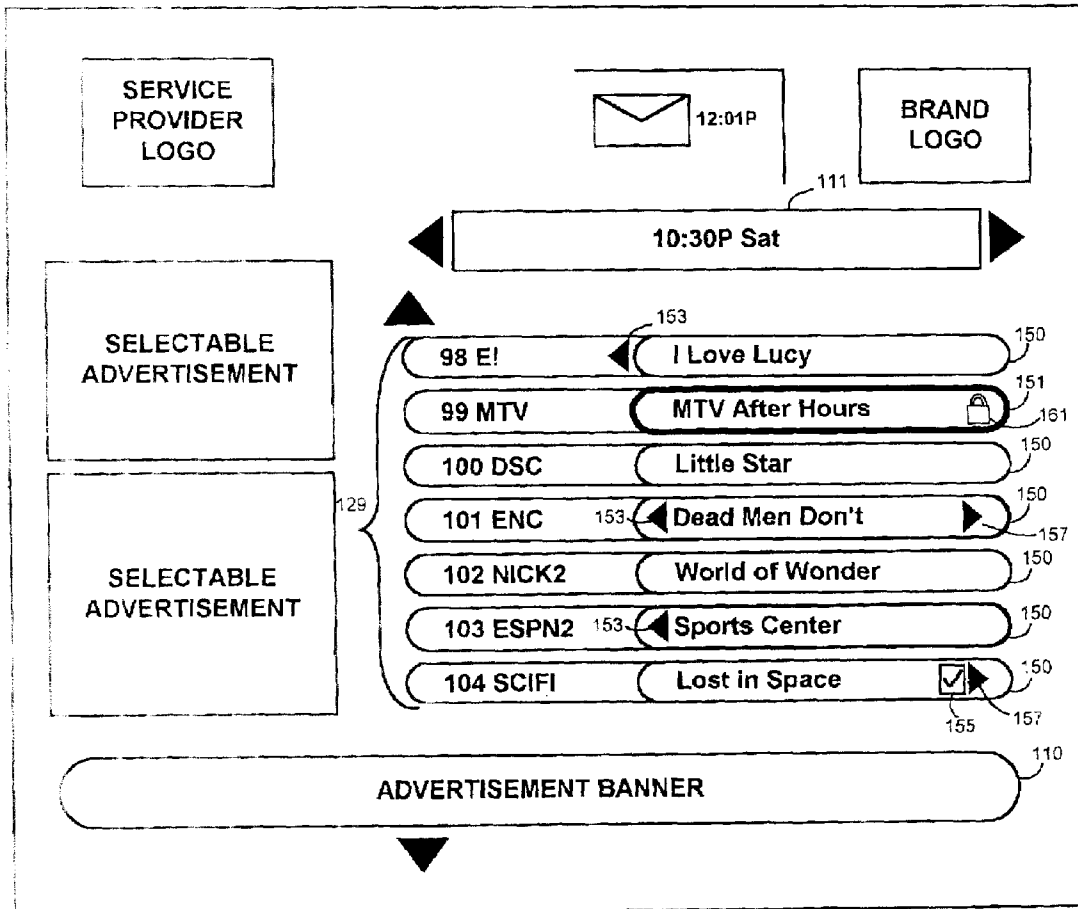 SERVICE
PROVIDER
LOGO
12:01P
BRAND
LOGO
111
10:30P Sat
SELECTABLE
ADVERTISEMENT
153
98 E! I Love Lucy 150
99 MTV MTV After Hours 151
161
100 DSC Little Star 150
129
101 ENC 153 Dead Men Don't 150
157
102 NICK2 World of Wonder 150
SELECTABLE
ADVERTISEMENT
103 ESPN2 153 Sports Center 150
104 SCIFI Lost in Space 150
155 157
110
ADVERTISEMENT BANNER